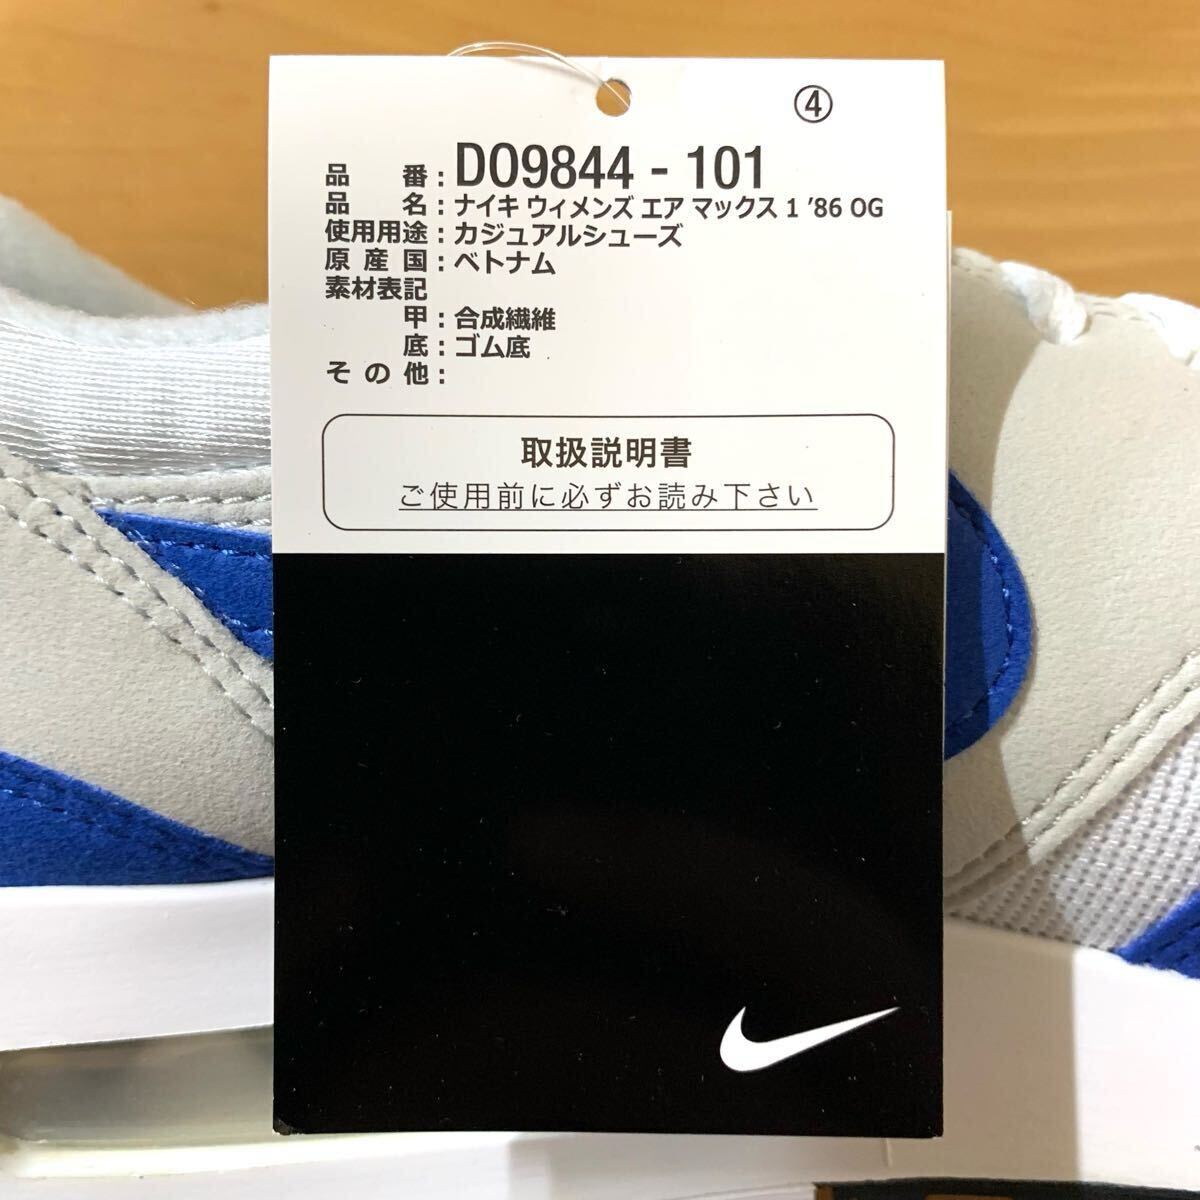 ④
品番：DO9844 - 101
品名：ナイキ ウィメンズ エア マックス 1 ’86 OG
使用用途：カジュアルシューズ
原産国：ベトナム
素材表記
甲：合成繊維
底：ゴム底
その他：
取扱説明書
ご使用前に必ずお読み下さい